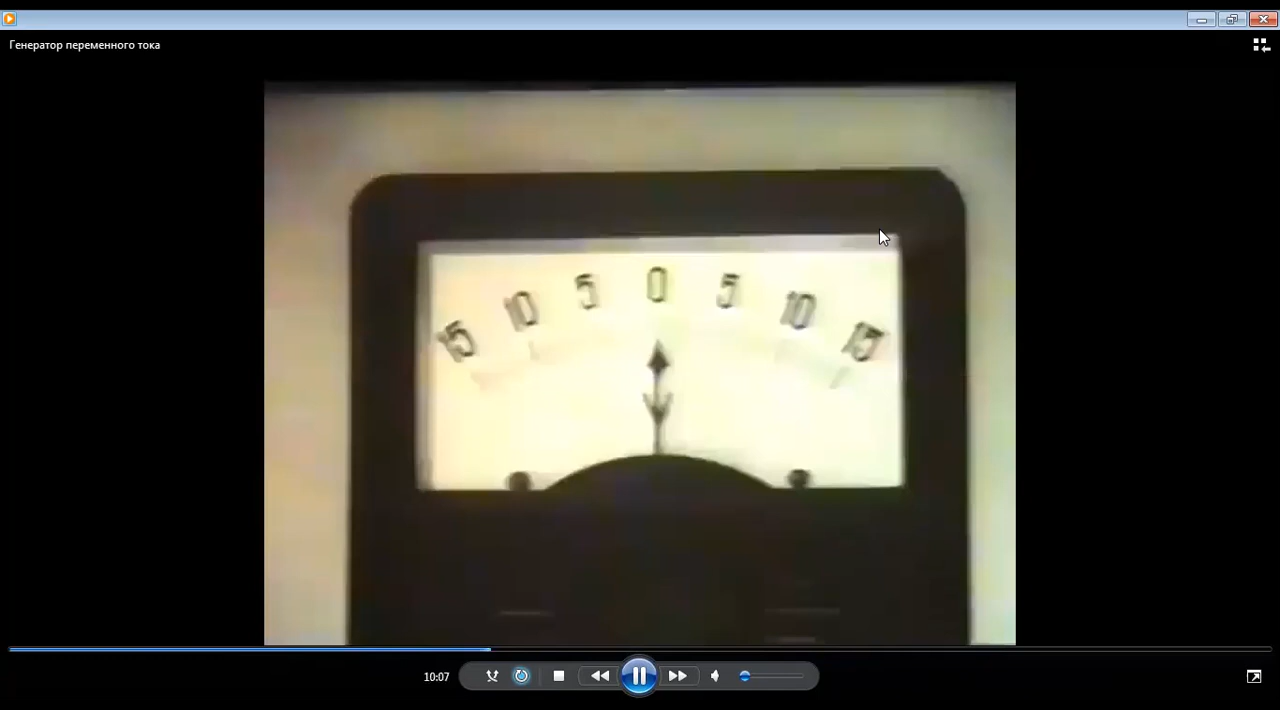 Генератор переменного тока
15 10 5 0 5 10 15
10:07